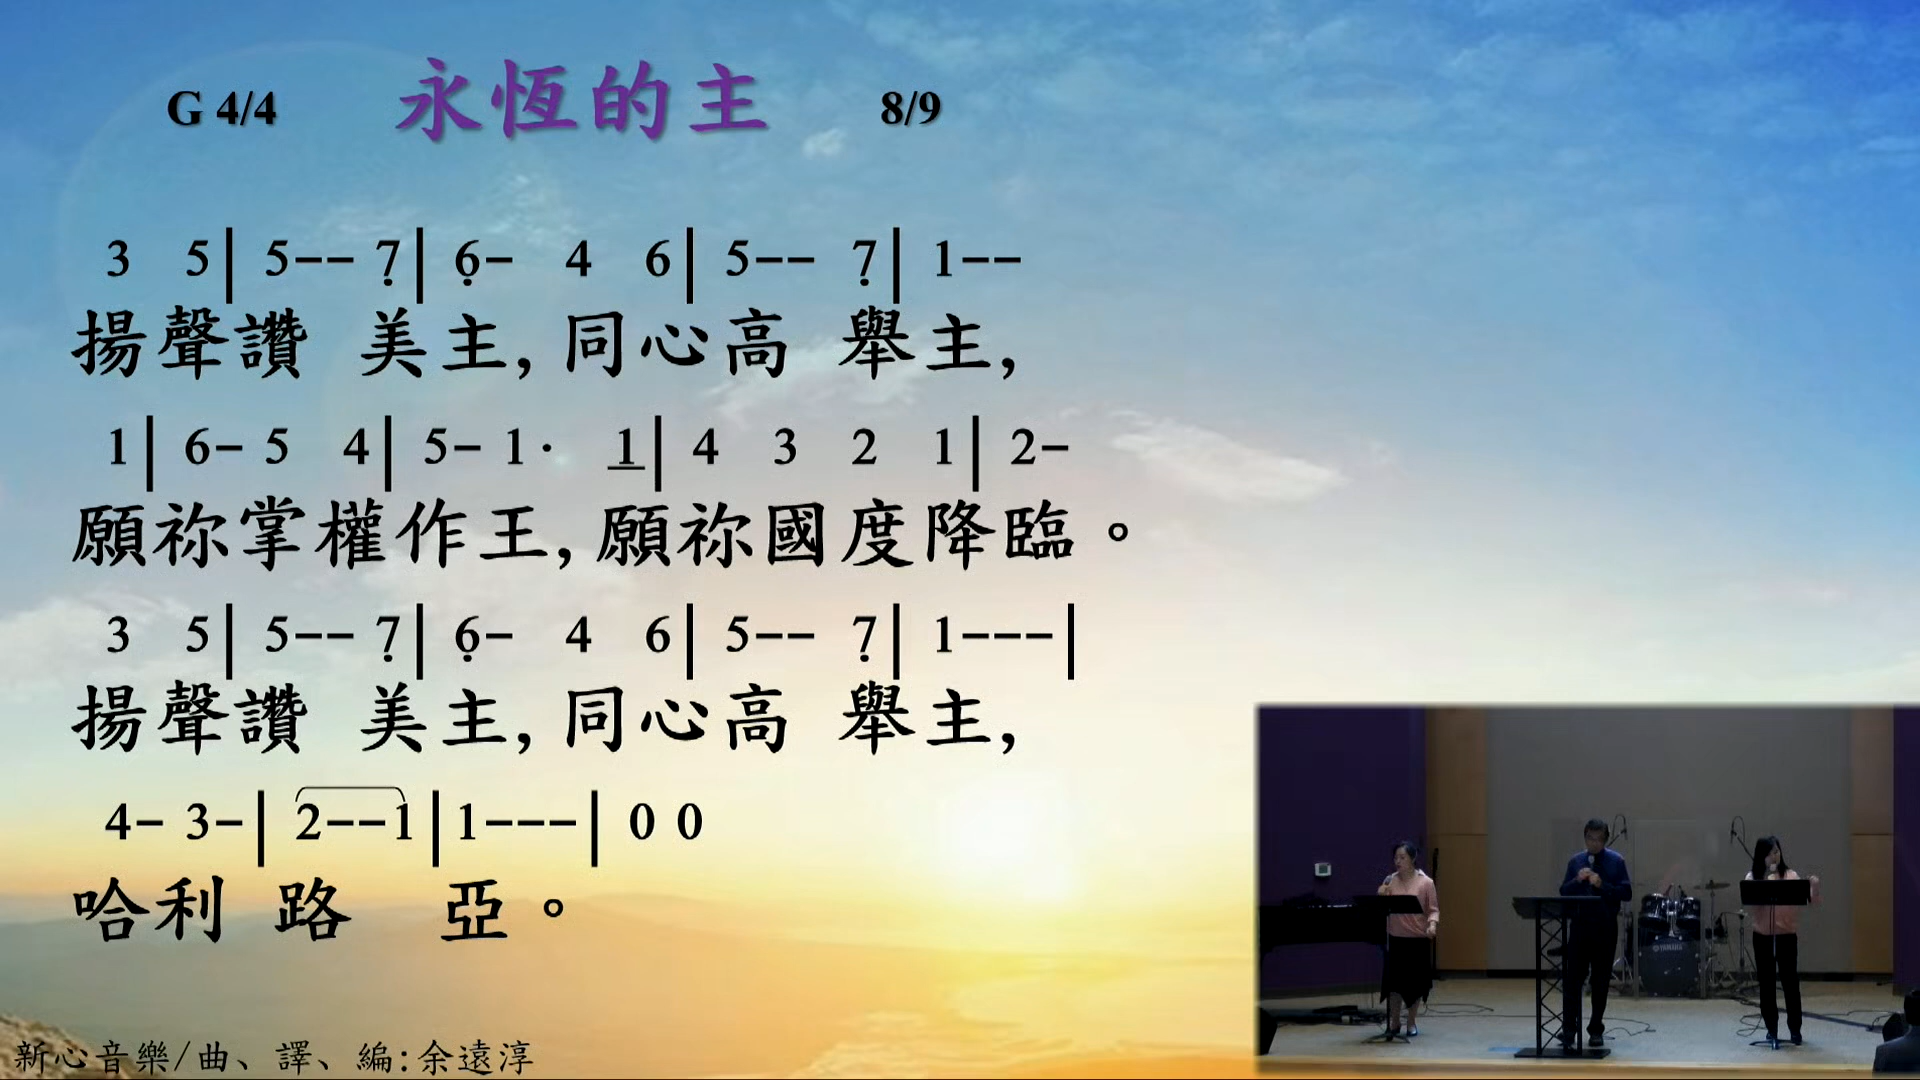 G 4/4 永恆的主 8/9
3 5| 5-- 7̣| 6̣- 4 6| 5-- 7̣| 1--
揚聲讚 美主,同心高 舉主,
1| 6- 5 4| 5- 1· 1̲| 4 3 2 1| 2-
願祢掌權作王,願祢國度降臨。
3 5| 5-- 7̣| 6̣- 4 6| 5-- 7̣| 1---|
揚聲讚 美主,同心高 舉主,
4- 3-| 2--1| 1---| 0 0
哈利 路 亞。
新心音樂/曲、譯、編:余遠淳
YAMAHA